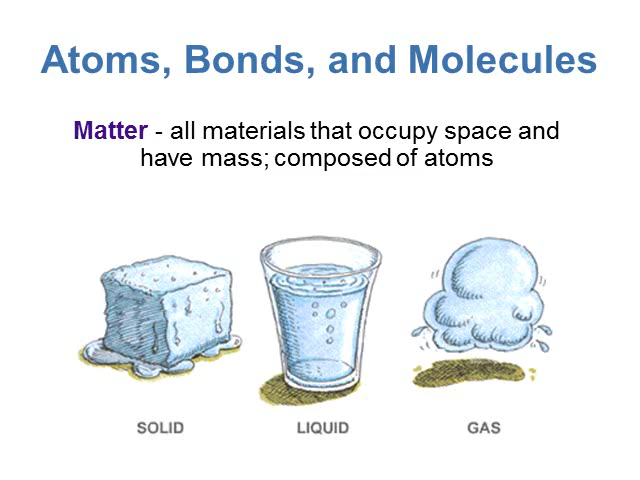 Atoms, Bonds, and Molecules
Matter - all materials that occupy space and
have mass; composed of atoms
SOLID
LIQUID
GAS